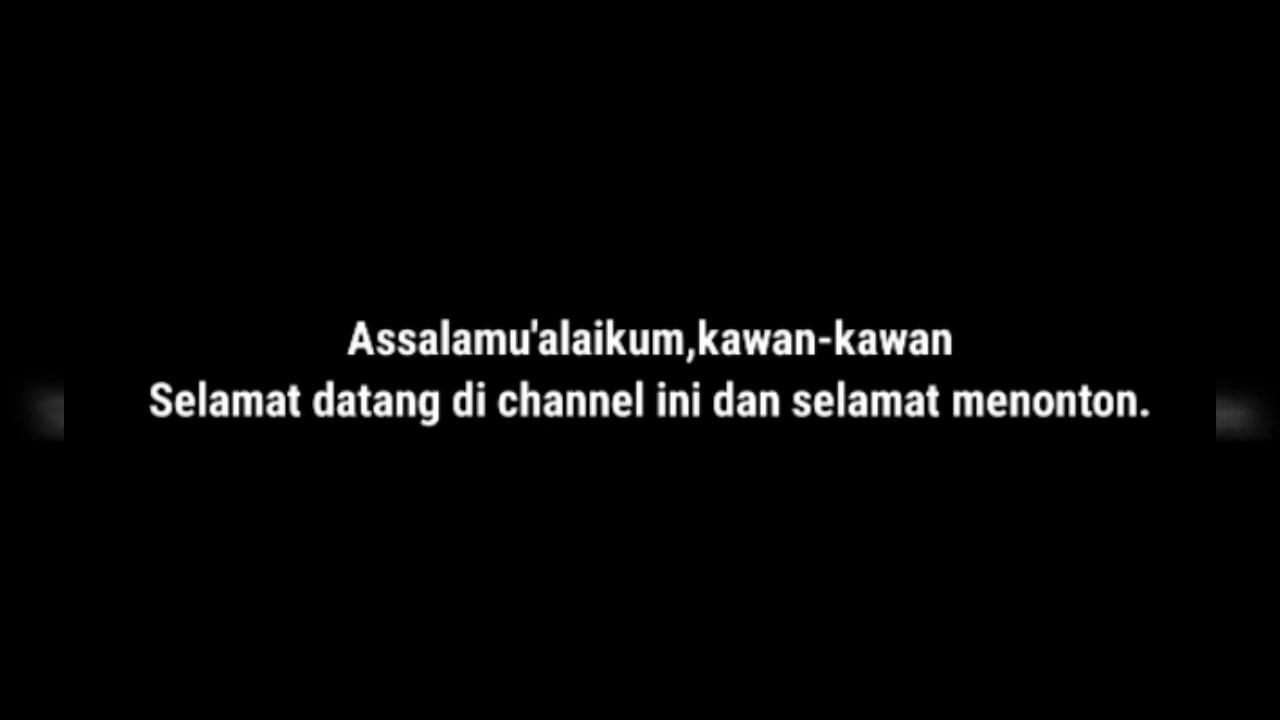 Assalamu'alaikum,kawan-kawan
Selamat datang di channel ini dan selamat menonton.